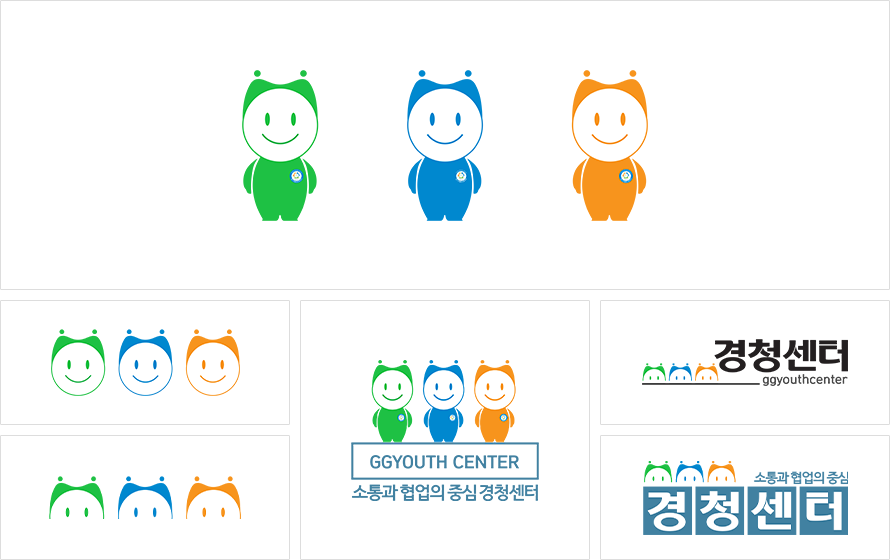 GGYOUTH CENTER
소통과 협업의 중심 경청센터
경청센터
ggyouthcenter
소통과 협업의 중심
경청센터